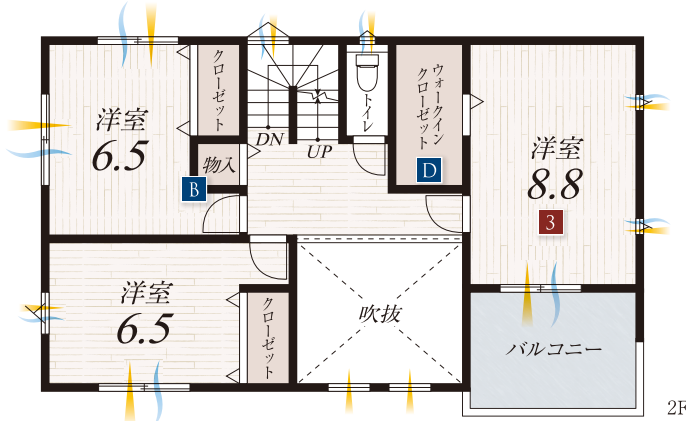 クローゼット
トイレ
ウォークイン
クローゼット
洋室
6.5
DN
UP
物入
B
D
洋室
8.8
3
洋室
6.5
クローゼット
吹抜
バルコニー
2F